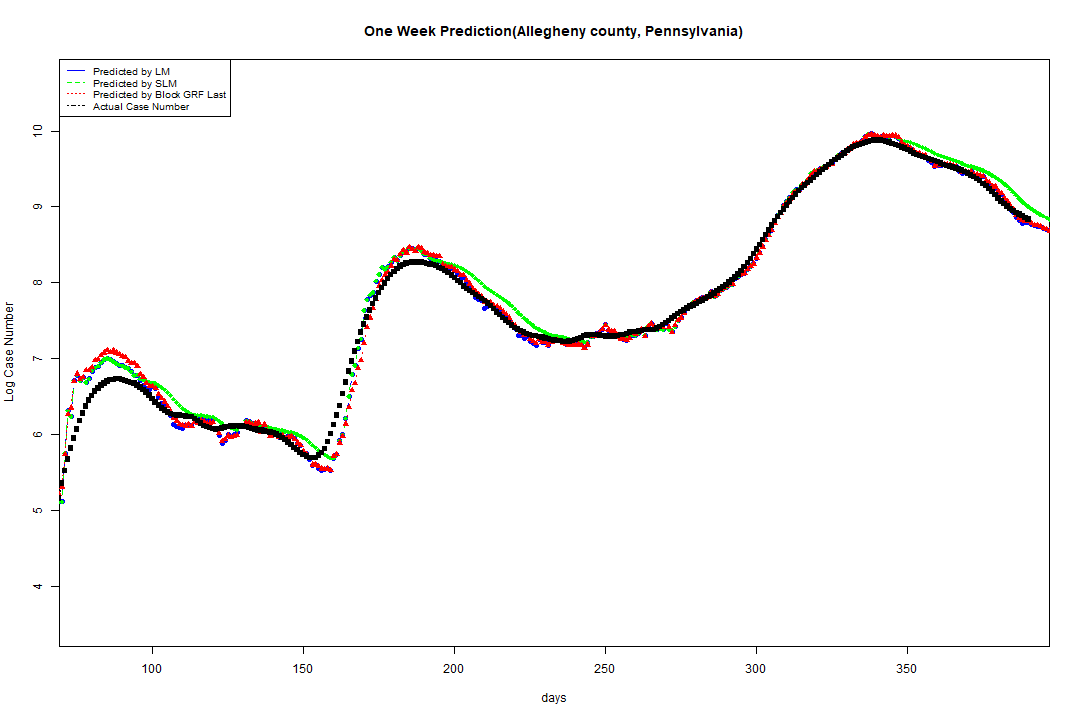 One Week Prediction(Allegheny county, Pennsylvania)
Predicted by LM
Predicted by SLM
Predicted by Block GRF Last
Actual Case Number
Log Case Number
10
9
8
7
6
5
4
100 150 200 250 300 350
days